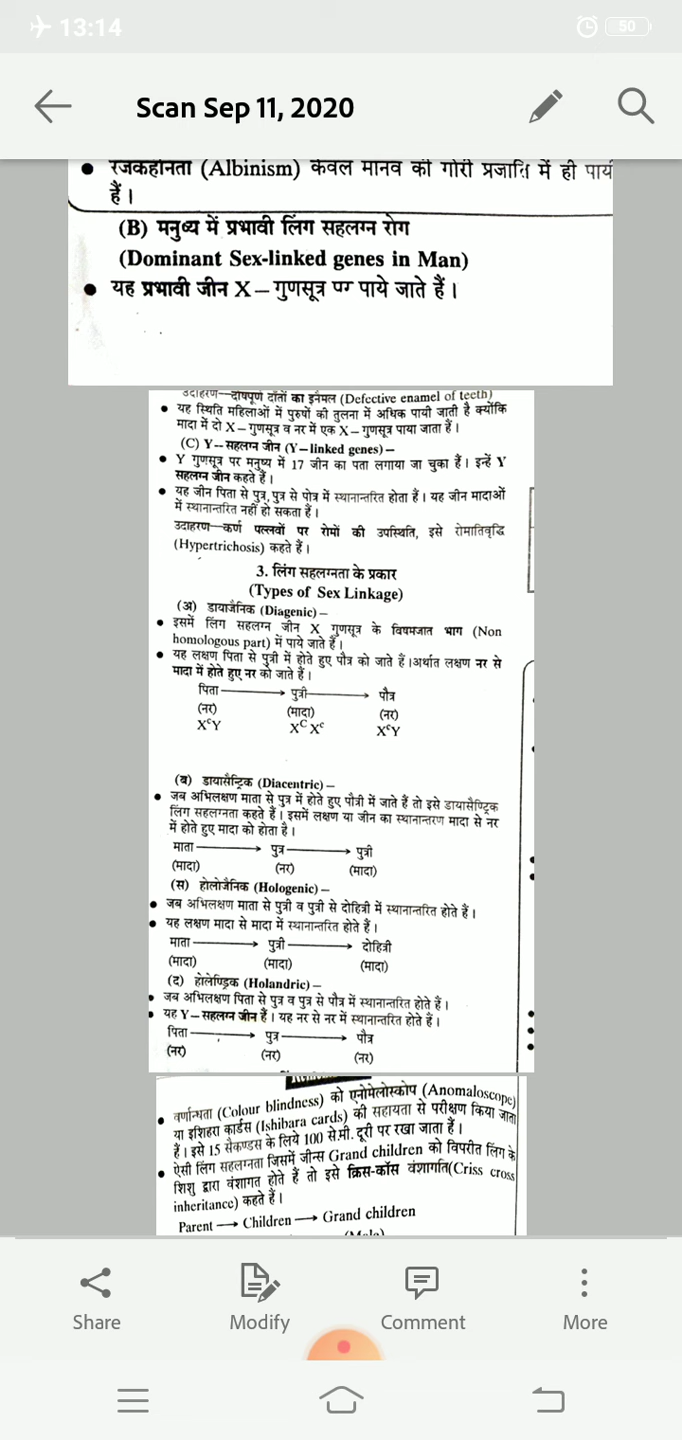 13:14
50
Scan Sep 11, 2020
• रंजकहीनता (Albinism) केवल मानव की गोरी प्रजाति में ही पाये
हैं।
(B) मनुष्य में प्रभावी लिंग सहलग्न रोग
(Dominant Sex-linked genes in Man)
• यह प्रभावी जीन X – गुणसूत्र पर पाये जाते हैं।
उदाहरण—दोषपूर्ण दाँतों का इनैमल (Defective enamel of teeth)
• यह स्थिति महिलाओं में पुरुषों की तुलना में अधिक पायी जाती है क्योंकि
मादा में दो X – गुणसूत्र व नर में एक X – गुणसूत्र पाया जाता है।
(C) Y–सहलग्न जीन (Y–linked genes) –
• Y गुणसूत्र पर मनुष्य में 17 जीन का पता लगाया जा चुका है। इन्हें Y
सहलग्न जीन कहते हैं।
• यह जीन पिता से पुत्र, पुत्र से पोत्र में स्थानान्तरित होता हैं। यह जीन मादाओं
में स्थानान्तरित नहीं हो सकता हैं।
उदाहरण–कर्ण पल्लवों पर रोमों की उपस्थिति, इसे रोमातिवृद्धि
(Hypertrichosis) कहते हैं।
3. लिंग सहलग्नता के प्रकार
(Types of Sex Linkage)
(अ) डायाजैनिक (Diagenic) –
• इसमें लिंग सहलग्न जीन X गुणसूत्र के विषमजात भाग (Non
homologous part) में पाये जाते हैं।
• यह लक्षण पिता से पुत्री में होते हुए पौत्र को जाते हैं।अर्थात लक्षण नर से
मादा में होते हुए नर को जाते हैं।
पिता → पुत्री → पौत्र
(नर) (मादा) (नर)
XᶜY Xᶜ Xᶜ XᶜY
(ब) डायासैन्ट्रिक (Diacentric) –
• जब अभिलक्षण माता से पुत्र में होते हुए पौत्री में जाते हैं तो इसे डायासैण्ट्रिक
लिंग सहलग्नता कहते हैं। इसमें लक्षण या जीन का स्थानान्तरण मादा से नर
में होते हुए मादा को होता है।
माता → पुत्र → पुत्री
(मादा) (नर) (मादा)
(स) होलोजैनिक (Hologenic) –
• जब अभिलक्षण माता से पुत्री व पुत्री से दोहित्री में स्थानान्तरित होते हैं।
• यह लक्षण मादा से मादा में स्थानान्तरित होते हैं।
माता → पुत्री → दोहित्री
(मादा) (मादा) (मादा)
(द) होलेण्ड्रिक (Holandric) –
• जब अभिलक्षण पिता से पुत्र व पुत्र से पौत्र में स्थानान्तरित होते हैं।
• यह Y–सहलग्न जीन हैं। यह नर से नर में स्थानान्तरित होते हैं।
पिता → पुत्र → पौत्र
(नर) (नर) (नर)
• वर्णान्धता (Colour blindness) को एनोमेलोस्कोप (Anomaloscope)
या इशिहरा कार्डस (Ishibara cards) की सहायता से परीक्षण किया जाता
हैं। इसे 15 सैकण्डस के लिये 100 से.मी. दूरी पर रखा जाता हैं।
• ऐसी लिंग सहलग्नता जिसमें जीन्स Grand children को विपरीत लिंग के
शिशु द्वारा वंशागत होते हैं तो इसे क्रिस-कॉस वंशागति(Criss cross
inheritance) कहते हैं।
Parent → Children → Grand children
Share Modify Comment More